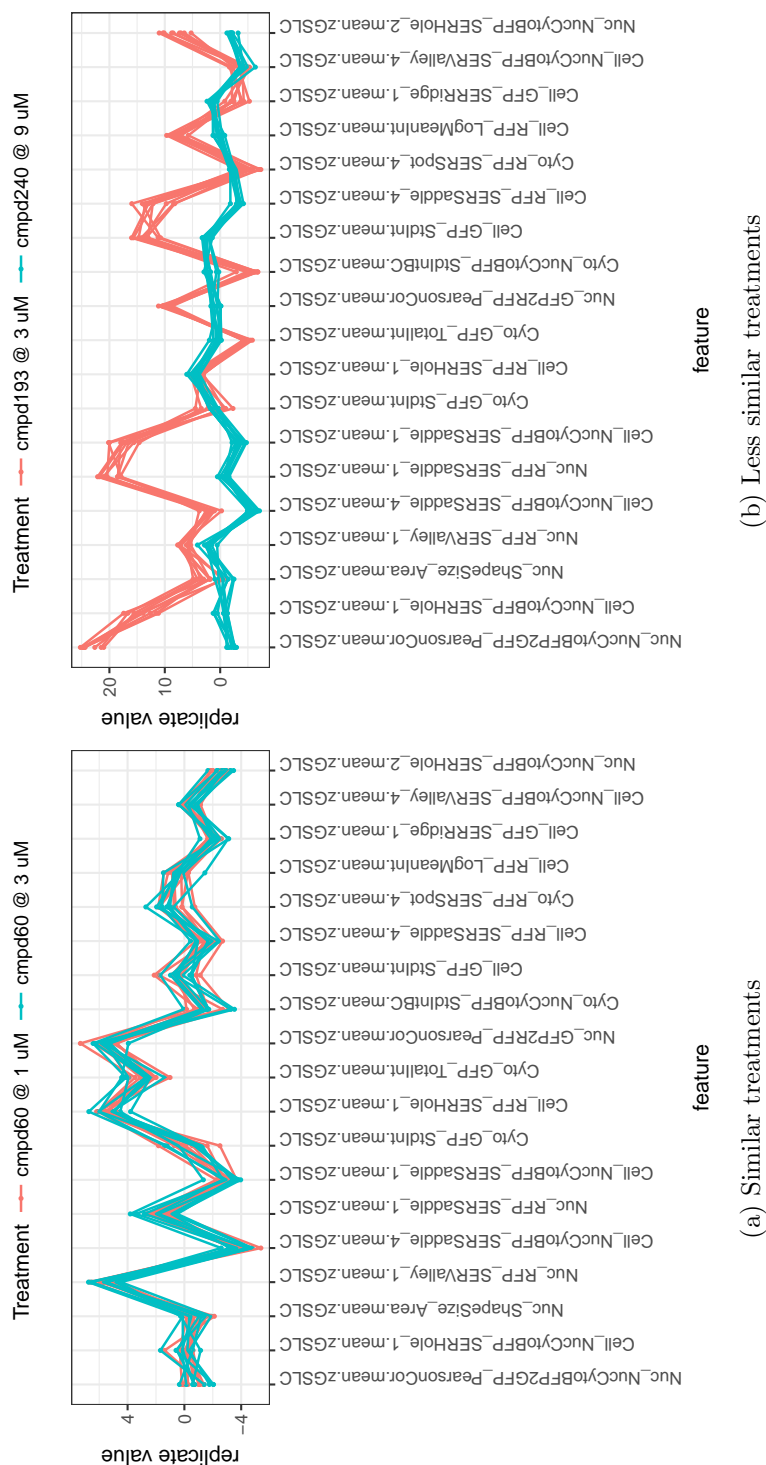 (a) Similar treatments
Treatment
cmpd60 @ 1 uM
cmpd60 @ 3 uM
replicate value
4
0
−4
Nuc_NucCytoBFP2GFP_PearsonCor.mean.zGSLC
Cell_NucCytoBFP_SERHole_1.mean.zGSLC
Nuc_ShapeSize_Area.mean.zGSLC
Nuc_RFP_SERValley_1.mean.zGSLC
Cell_NucCytoBFP_SERSaddle_4.mean.zGSLC
Nuc_RFP_SERSaddle_1.mean.zGSLC
Cell_NucCytoBFP_SERSaddle_1.mean.zGSLC
Cyto_GFP_StdInt.mean.zGSLC
Cell_RFP_SERHole_1.mean.zGSLC
Cyto_GFP_TotalInt.mean.zGSLC
Nuc_GFP2RFP_PearsonCor.mean.zGSLC
Cyto_NucCytoBFP_StdIntBC.mean.zGSLC
Cell_GFP_StdInt.mean.zGSLC
Cell_RFP_SERSaddle_4.mean.zGSLC
Cyto_RFP_SERSpot_4.mean.zGSLC
Cell_RFP_LogMeanInt.mean.zGSLC
Cell_GFP_SERRidge_1.mean.zGSLC
Cell_NucCytoBFP_SERValley_4.mean.zGSLC
Nuc_NucCytoBFP_SERHole_2.mean.zGSLC
feature
(b) Less similar treatments
Treatment
cmpd193 @ 3 uM
cmpd240 @ 9 uM
replicate value
20
10
0
Nuc_NucCytoBFP2GFP_PearsonCor.mean.zGSLC
Cell_NucCytoBFP_SERHole_1.mean.zGSLC
Nuc_ShapeSize_Area.mean.zGSLC
Nuc_RFP_SERValley_1.mean.zGSLC
Cell_NucCytoBFP_SERSaddle_4.mean.zGSLC
Nuc_RFP_SERSaddle_1.mean.zGSLC
Cell_NucCytoBFP_SERSaddle_1.mean.zGSLC
Cyto_GFP_StdInt.mean.zGSLC
Cell_RFP_SERHole_1.mean.zGSLC
Cyto_GFP_TotalInt.mean.zGSLC
Nuc_GFP2RFP_PearsonCor.mean.zGSLC
Cyto_NucCytoBFP_StdIntBC.mean.zGSLC
Cell_GFP_StdInt.mean.zGSLC
Cell_RFP_SERSaddle_4.mean.zGSLC
Cyto_RFP_SERSpot_4.mean.zGSLC
Cell_RFP_LogMeanInt.mean.zGSLC
Cell_GFP_SERRidge_1.mean.zGSLC
Cell_NucCytoBFP_SERValley_4.mean.zGSLC
Nuc_NucCytoBFP_SERHole_2.mean.zGSLC
feature